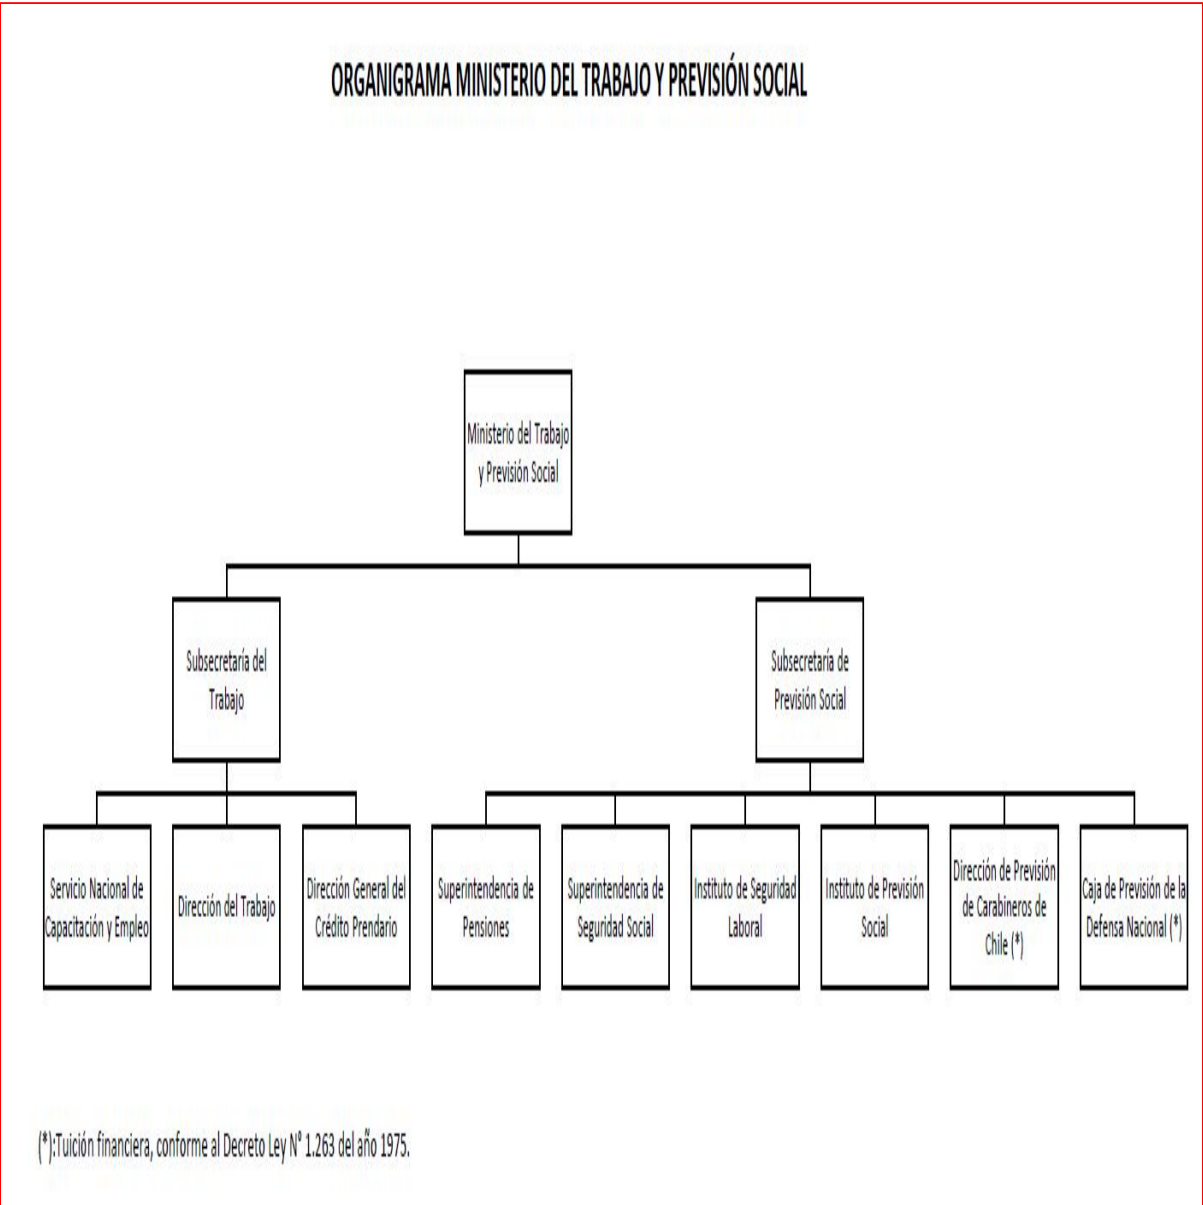 ORGANIGRAMA MINISTERIO DEL TRABAJO Y PREVISIÓN SOCIAL
Ministerio del Trabajo
y Previsión Social
Subsecretaría del
Trabajo
Subsecretaría de
Previsión Social
Servicio Nacional de
Capacitación y Empleo
Dirección del Trabajo
Dirección General del
Crédito Prendario
Superintendencia de
Pensiones
Superintendencia de
Seguridad Social
Instituto de Seguridad
Laboral
Instituto de Previsión
Social
Dirección de Previsión
de Carabineros de
Chile (*)
Caja de Previsión de la
Defensa Nacional (*)
(*):Tuición financiera, conforme al Decreto Ley N° 1.263 del año 1975.